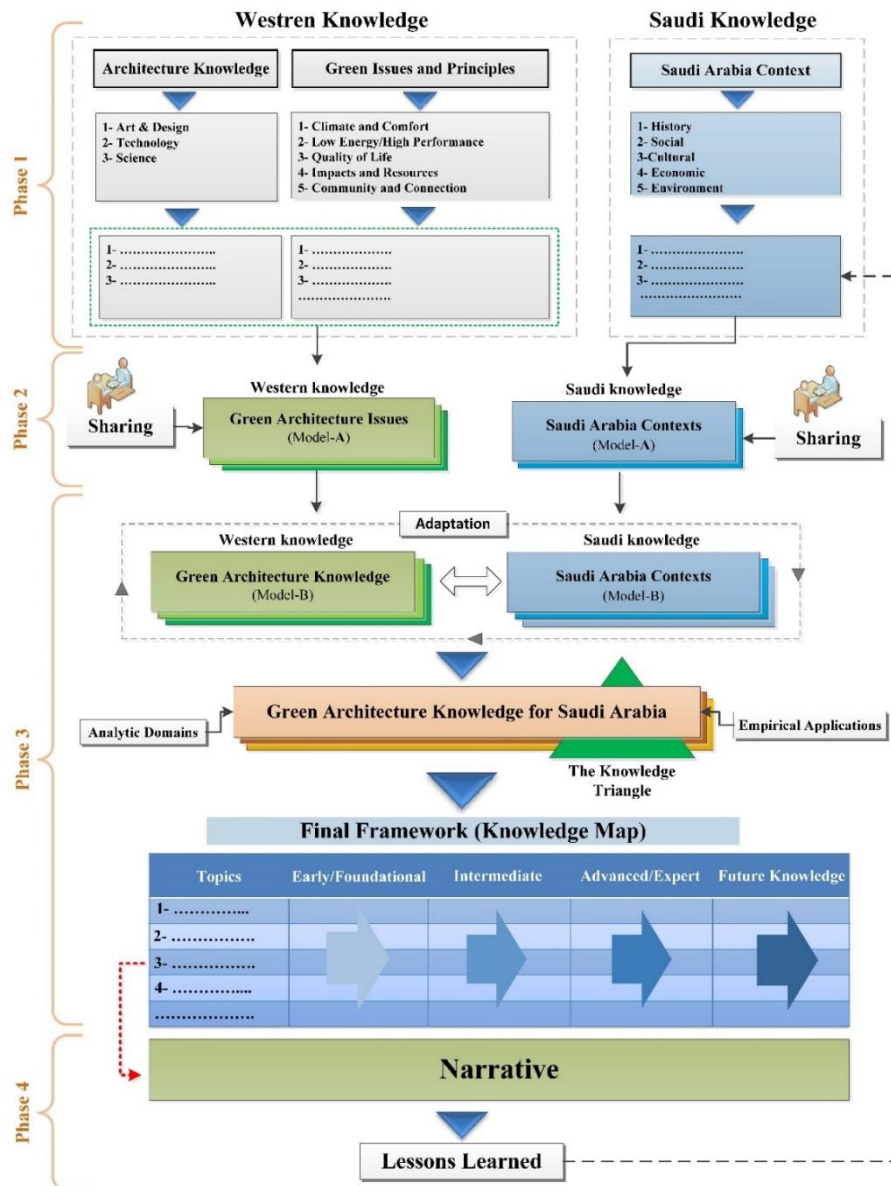 Westren Knowledge
Saudi Knowledge
Phase 1
Architecture Knowledge
1- Art & Design
2- Technology
3- Science
1- ........................
2- ........................
3- ........................
Green Issues and Principles
1- Climate and Comfort
2- Low Energy/High Performance
3- Quality of Life
4- Impacts and Resources
5- Community and Connection
1- ....................
2- ....................
3- ....................
........................
Saudi Arabia Context
1- History
2- Social
3-Cultural
4- Economic
5- Environment
1- ........................
2- ........................
3- ........................
..........................
Phase 2
Sharing
Western knowledge
Green Architecture Issues
(Model-A)
Saudi knowledge
Saudi Arabia Contexts
(Model-A)
Sharing
Phase 3
Adaptation
Western knowledge
Green Architecture Knowledge
(Model-B)
Saudi knowledge
Saudi Arabia Contexts
(Model-B)
Analytic Domains
Green Architecture Knowledge for Saudi Arabia
Empirical Applications
The Knowledge
Triangle
Final Framework (Knowledge Map)
Topics
Early/Foundational
Intermediate
Advanced/Expert
Future Knowledge
1- ...............
2- ................
3- ................
4- ................
....................
Phase 4
Narrative
Lessons Learned